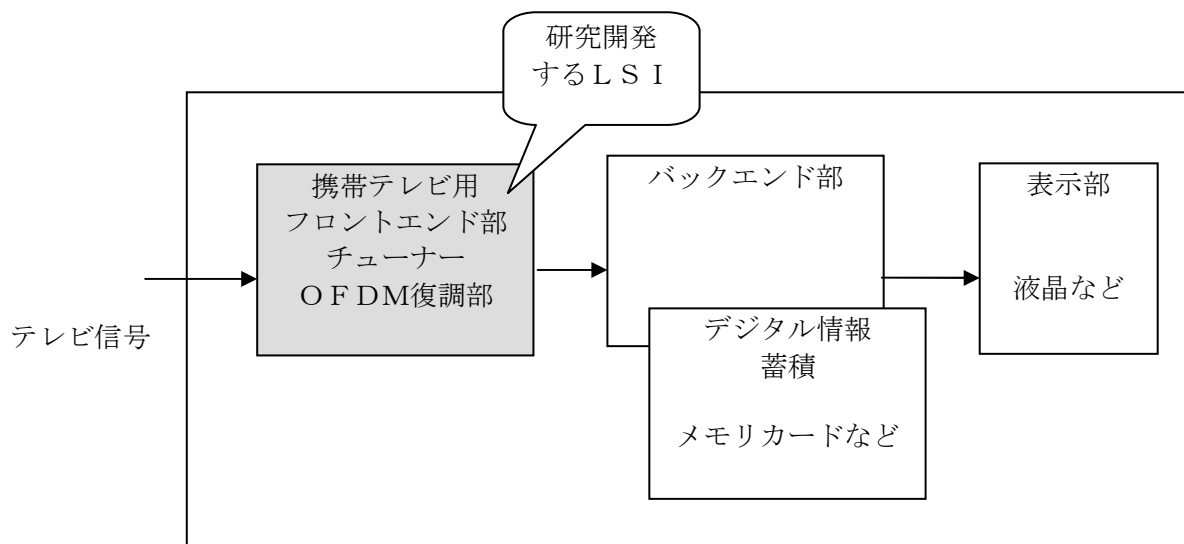 研究開発
するＬＳＩ
携帯テレビ用
フロントエンド部
チューナー
ＯＦＤＭ復調部
バックエンド部
表示部
液晶など
テレビ信号
デジタル情報
蓄積
メモリカードなど